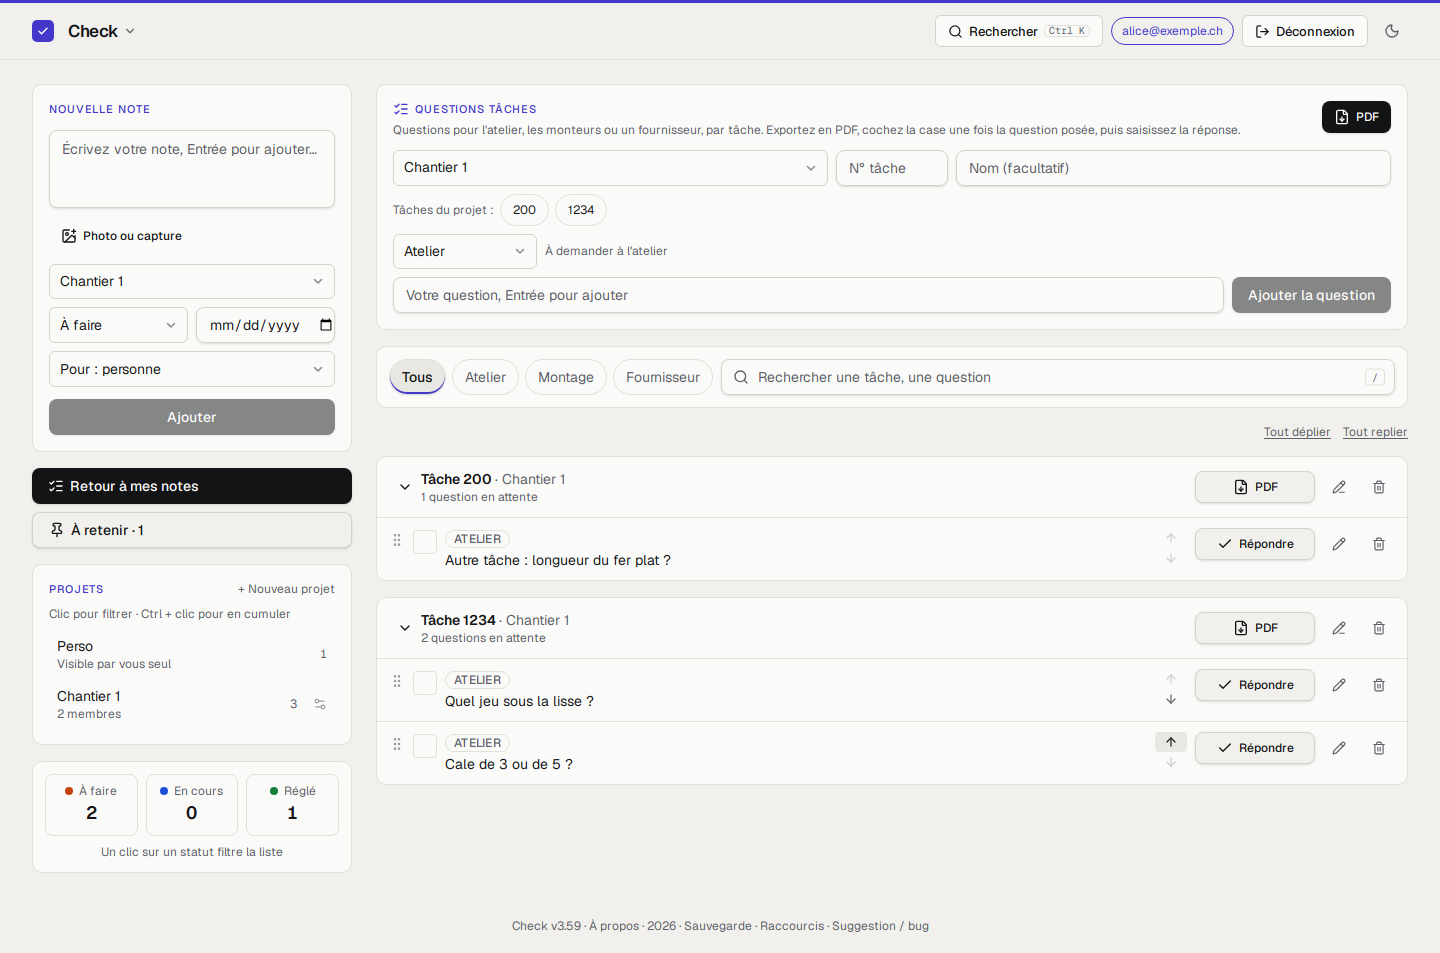 Check
Rechercher Ctrl K
alice@exemple.ch
Déconnexion
NOUVELLE NOTE
Écrivez votre note, Entrée pour ajouter...
Photo ou capture
Chantier 1
À faire
mm/dd/yyyy
Pour : personne
Ajouter
Retour à mes notes
À retenir · 1
PROJETS
+ Nouveau projet
Clic pour filtrer · Ctrl + clic pour en cumuler
Perso
Visible par vous seul
1
Chantier 1
2 membres
3
À faire
2
En cours
0
Réglé
1
Un clic sur un statut filtre la liste
QUESTIONS TÂCHES
Questions pour l'atelier, les monteurs ou un fournisseur, par tâche. Exportez en PDF, cochez la case une fois la question posée, puis saisissez la réponse.
PDF
Chantier 1
N° tâche
Nom (facultatif)
Tâches du projet :
200
1234
Atelier
À demander à l'atelier
Votre question, Entrée pour ajouter
Ajouter la question
Tous
Atelier
Montage
Fournisseur
Rechercher une tâche, une question
/
Tout déplier
Tout replier
Tâche 200 · Chantier 1
1 question en attente
PDF
ATELIER
Autre tâche : longueur du fer plat ?
Répondre
Tâche 1234 · Chantier 1
2 questions en attente
PDF
ATELIER
Quel jeu sous la lisse ?
Répondre
ATELIER
Cale de 3 ou de 5 ?
Répondre
Check v3.59 · À propos · 2026 · Sauvegarde · Raccourcis · Suggestion / bug